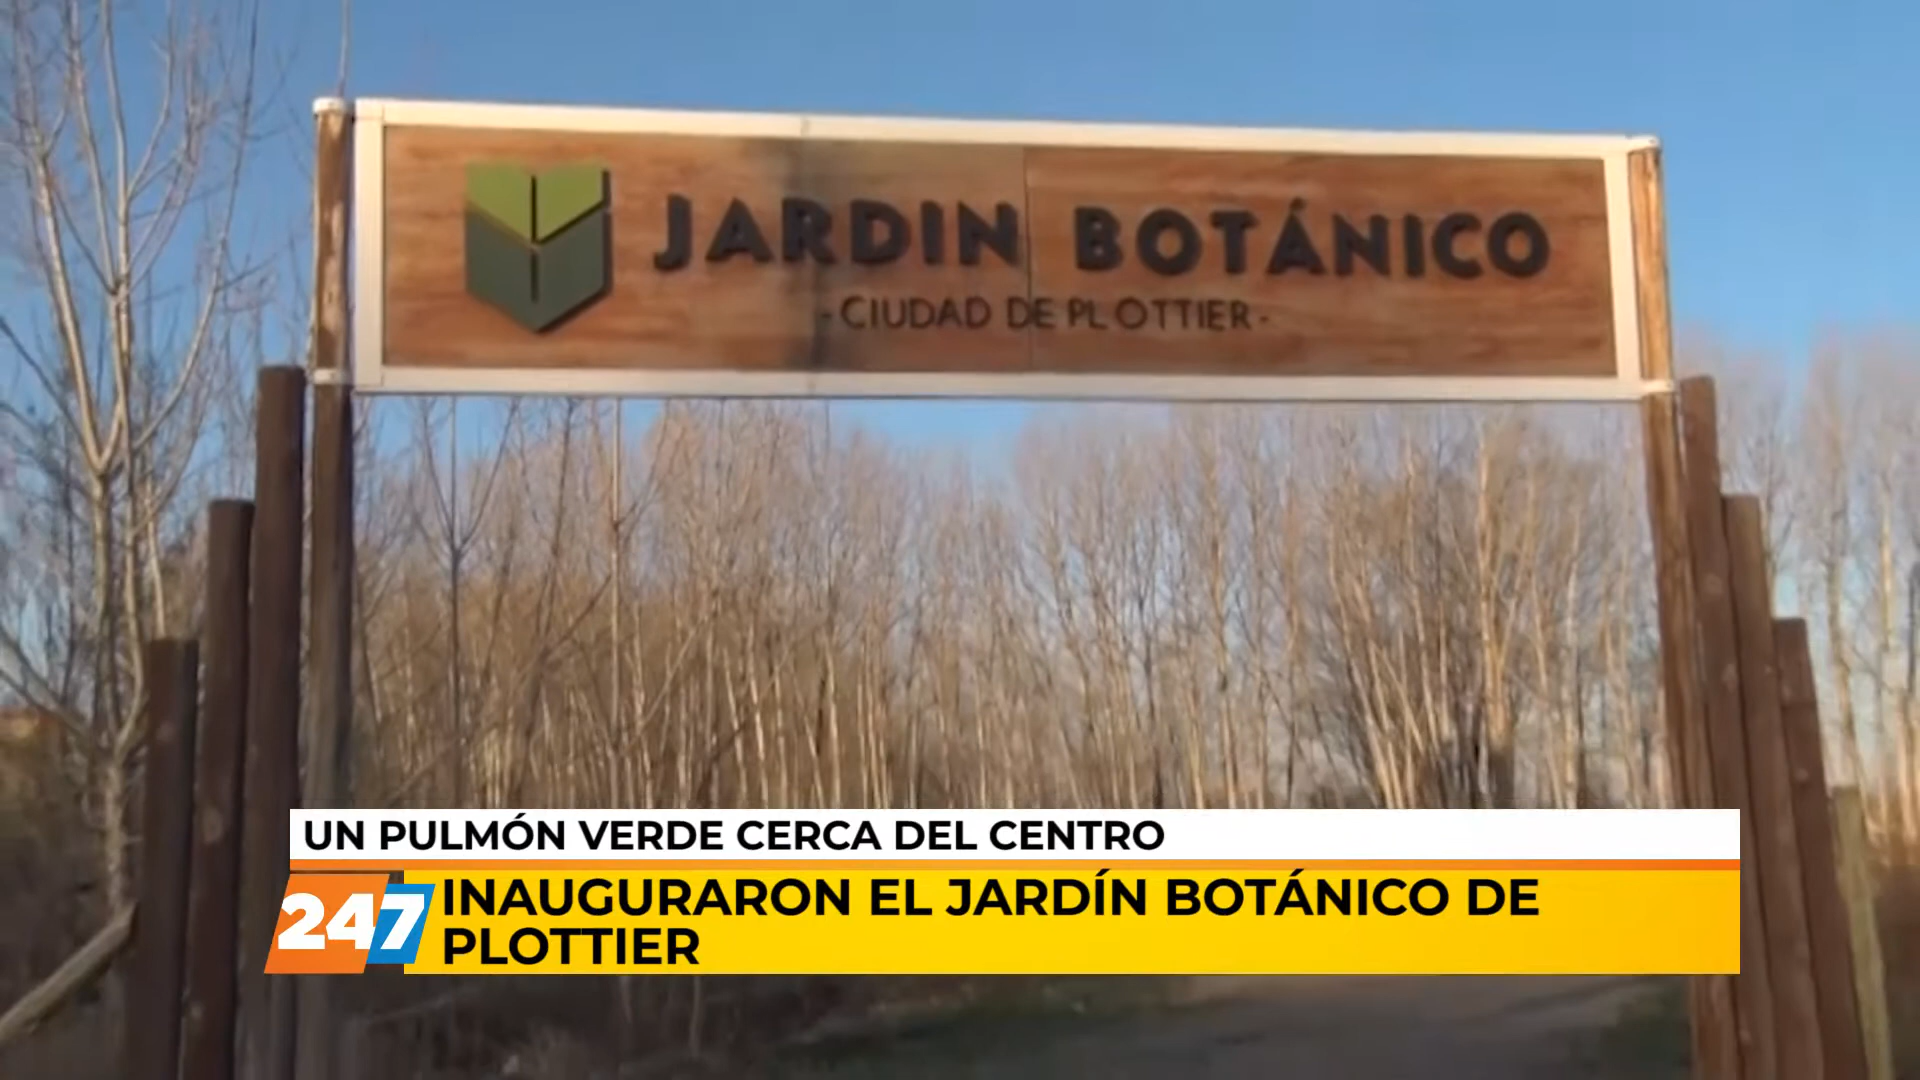 JARDIN BOTÁNICO
-CIUDAD DE PLOTTIER-
UN PULMÓN VERDE CERCA DEL CENTRO
247
INAUGURARON EL JARDÍN BOTÁNICO DE
PLOTTIER